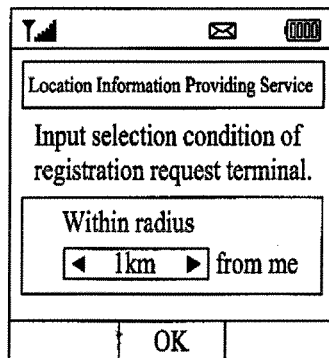 Location Information Providing Service
Input selection condition of
registration request terminal.
Within radius
◄ 1km ► from me
OK